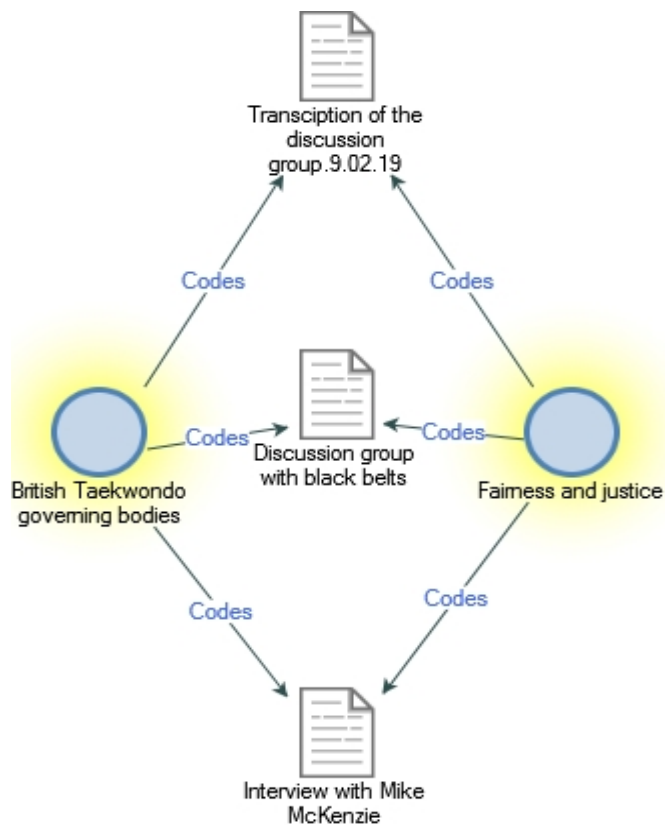 Transciption of the
discussion
group.9.02.19
Codes
Codes
Codes
Codes
Discussion group
with black belts
British Taekwondo
governing bodies
Fairness and justice
Codes
Codes
Interview with Mike
McKenzie